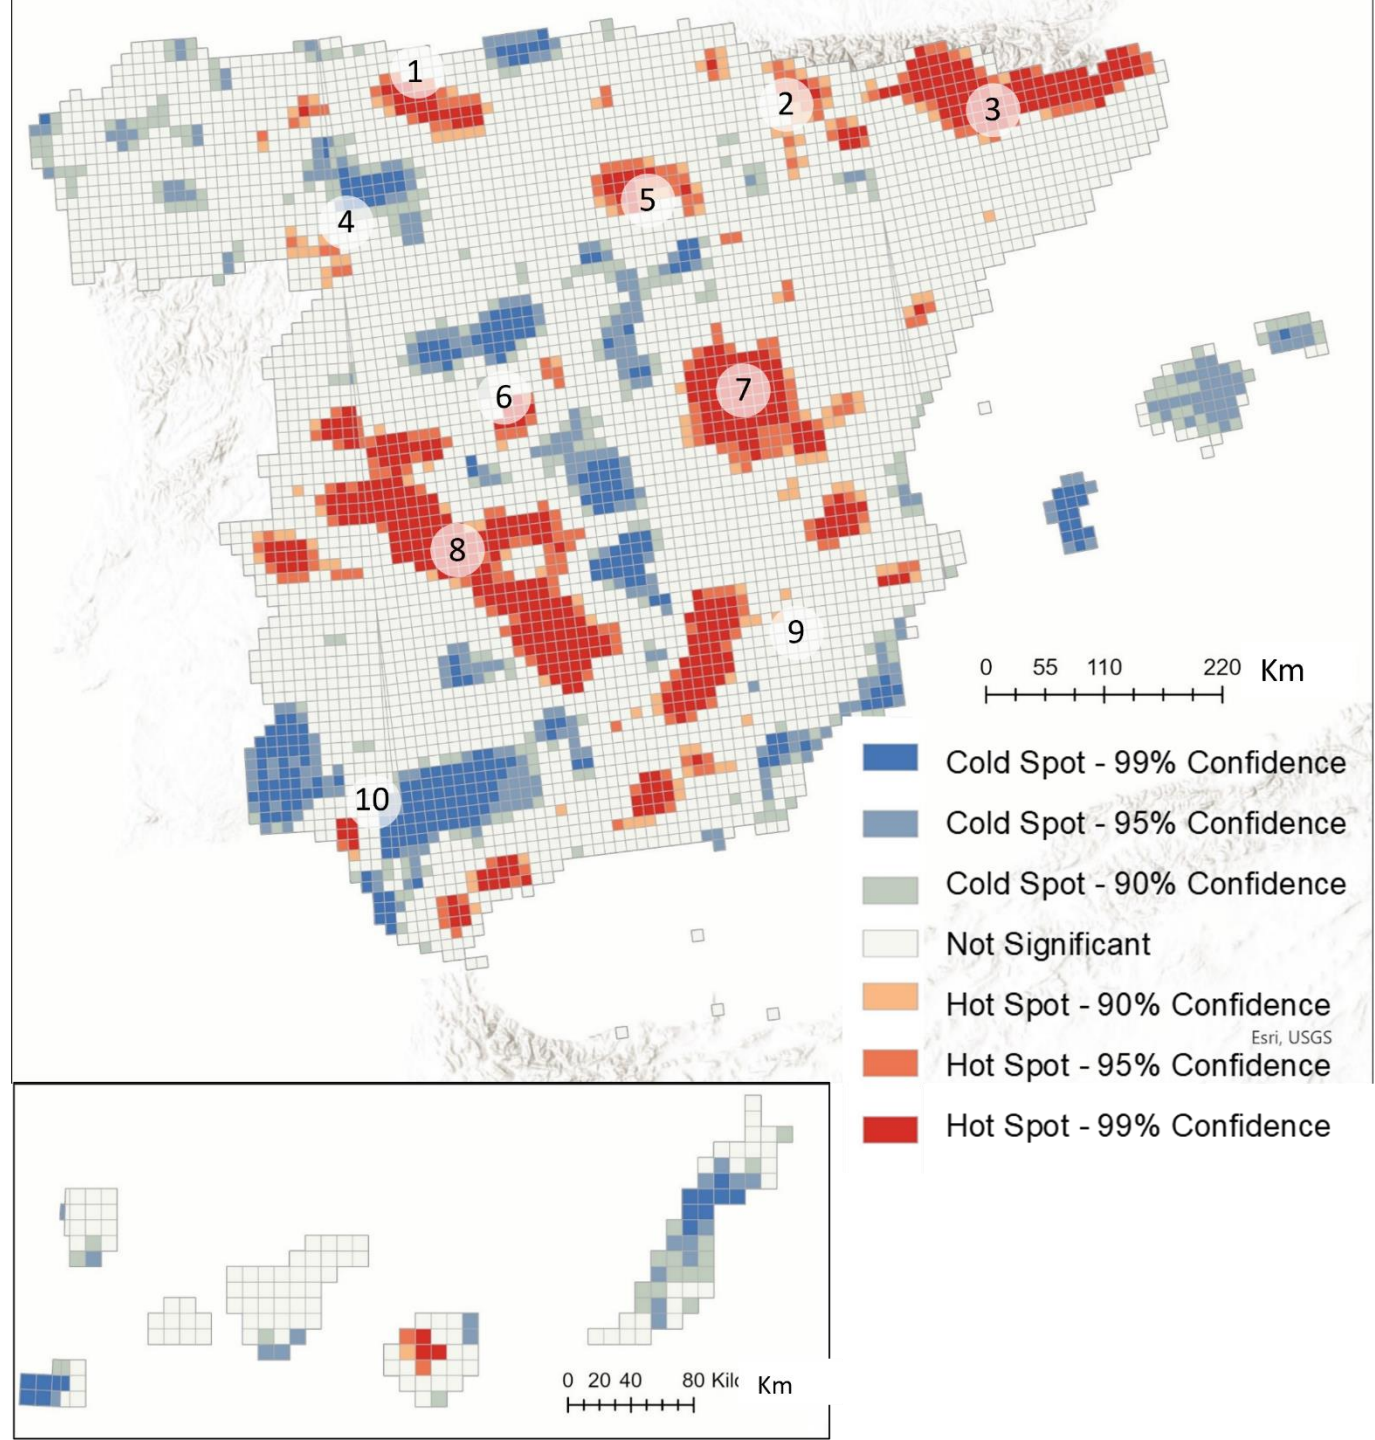 1
2
3
4
5
6
7
8
9
10
0 55 110 220 Km
Cold Spot - 99% Confidence
Cold Spot - 95% Confidence
Cold Spot - 90% Confidence
Not Significant
Hot Spot - 90% Confidence
Esri, USGS
Hot Spot - 95% Confidence
Hot Spot - 99% Confidence
0 20 40 80 Kilo Km